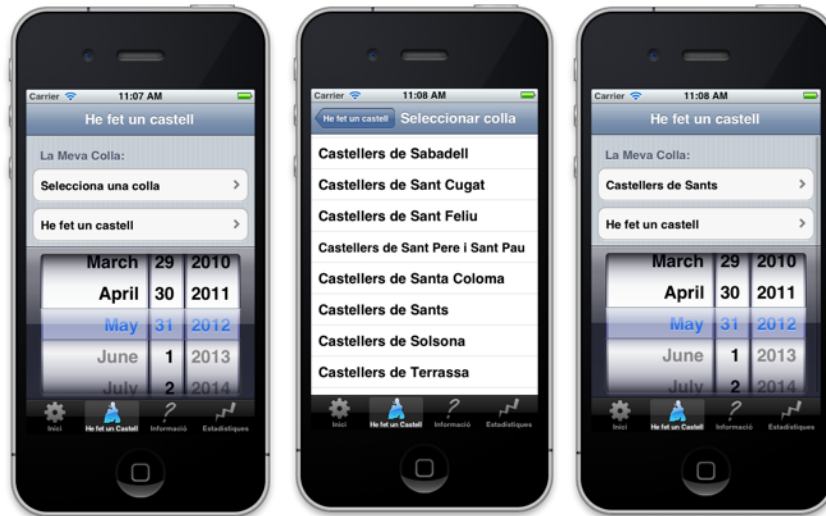 Carrier 11:07 AM
He fet un castell
La Meva Colla:
Selecciona una colla
He fet un castell
March 29 2010
April 30 2011
May 31 2012
June 1 2013
July 2 2014
Inici He fet un Castell Informació Estadístiques
Carrier 11:08 AM
He fet un castell Seleccionar colla
Castellers de Sabadell
Castellers de Sant Cugat
Castellers de Sant Feliu
Castellers de Sant Pere i Sant Pau
Castellers de Santa Coloma
Castellers de Sants
Castellers de Solsona
Castellers de Terrassa
Inici He fet un Castell Informació Estadístiques
Carrier 11:08 AM
He fet un castell
La Meva Colla:
Castellers de Sants
He fet un castell
March 29 2010
April 30 2011
May 31 2012
June 1 2013
July 2 2014
Inici He fet un Castell Informació Estadístiques